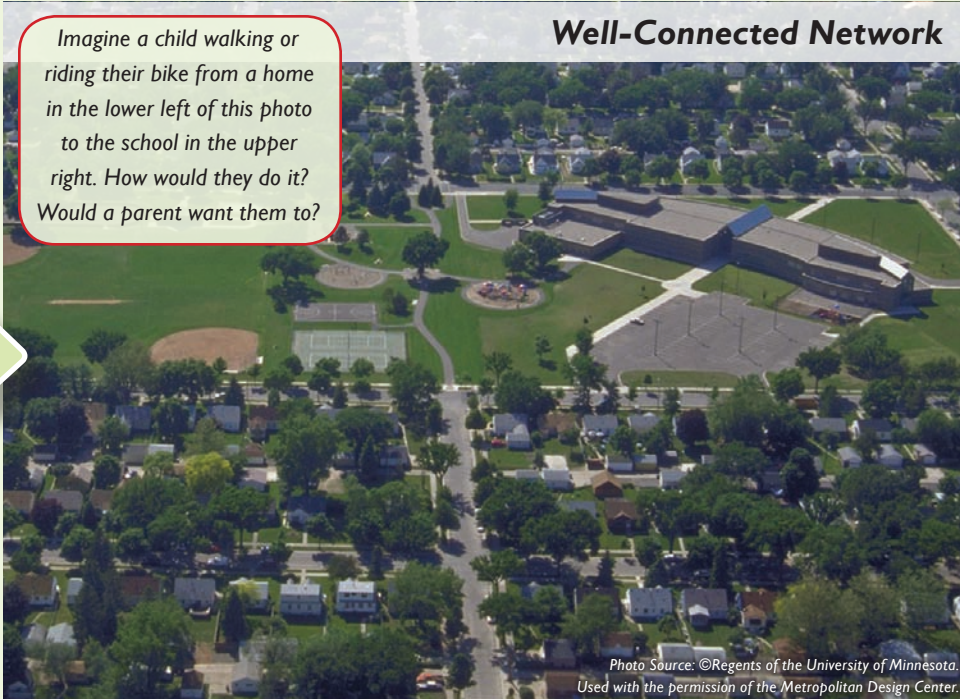 Well-Connected Network
Imagine a child walking or
riding their bike from a home
in the lower left of this photo
to the school in the upper
right. How would they do it?
Would a parent want them to?
Photo Source: ©Regents of the University of Minnesota.
Used with the permission of the Metropolitan Design Center.